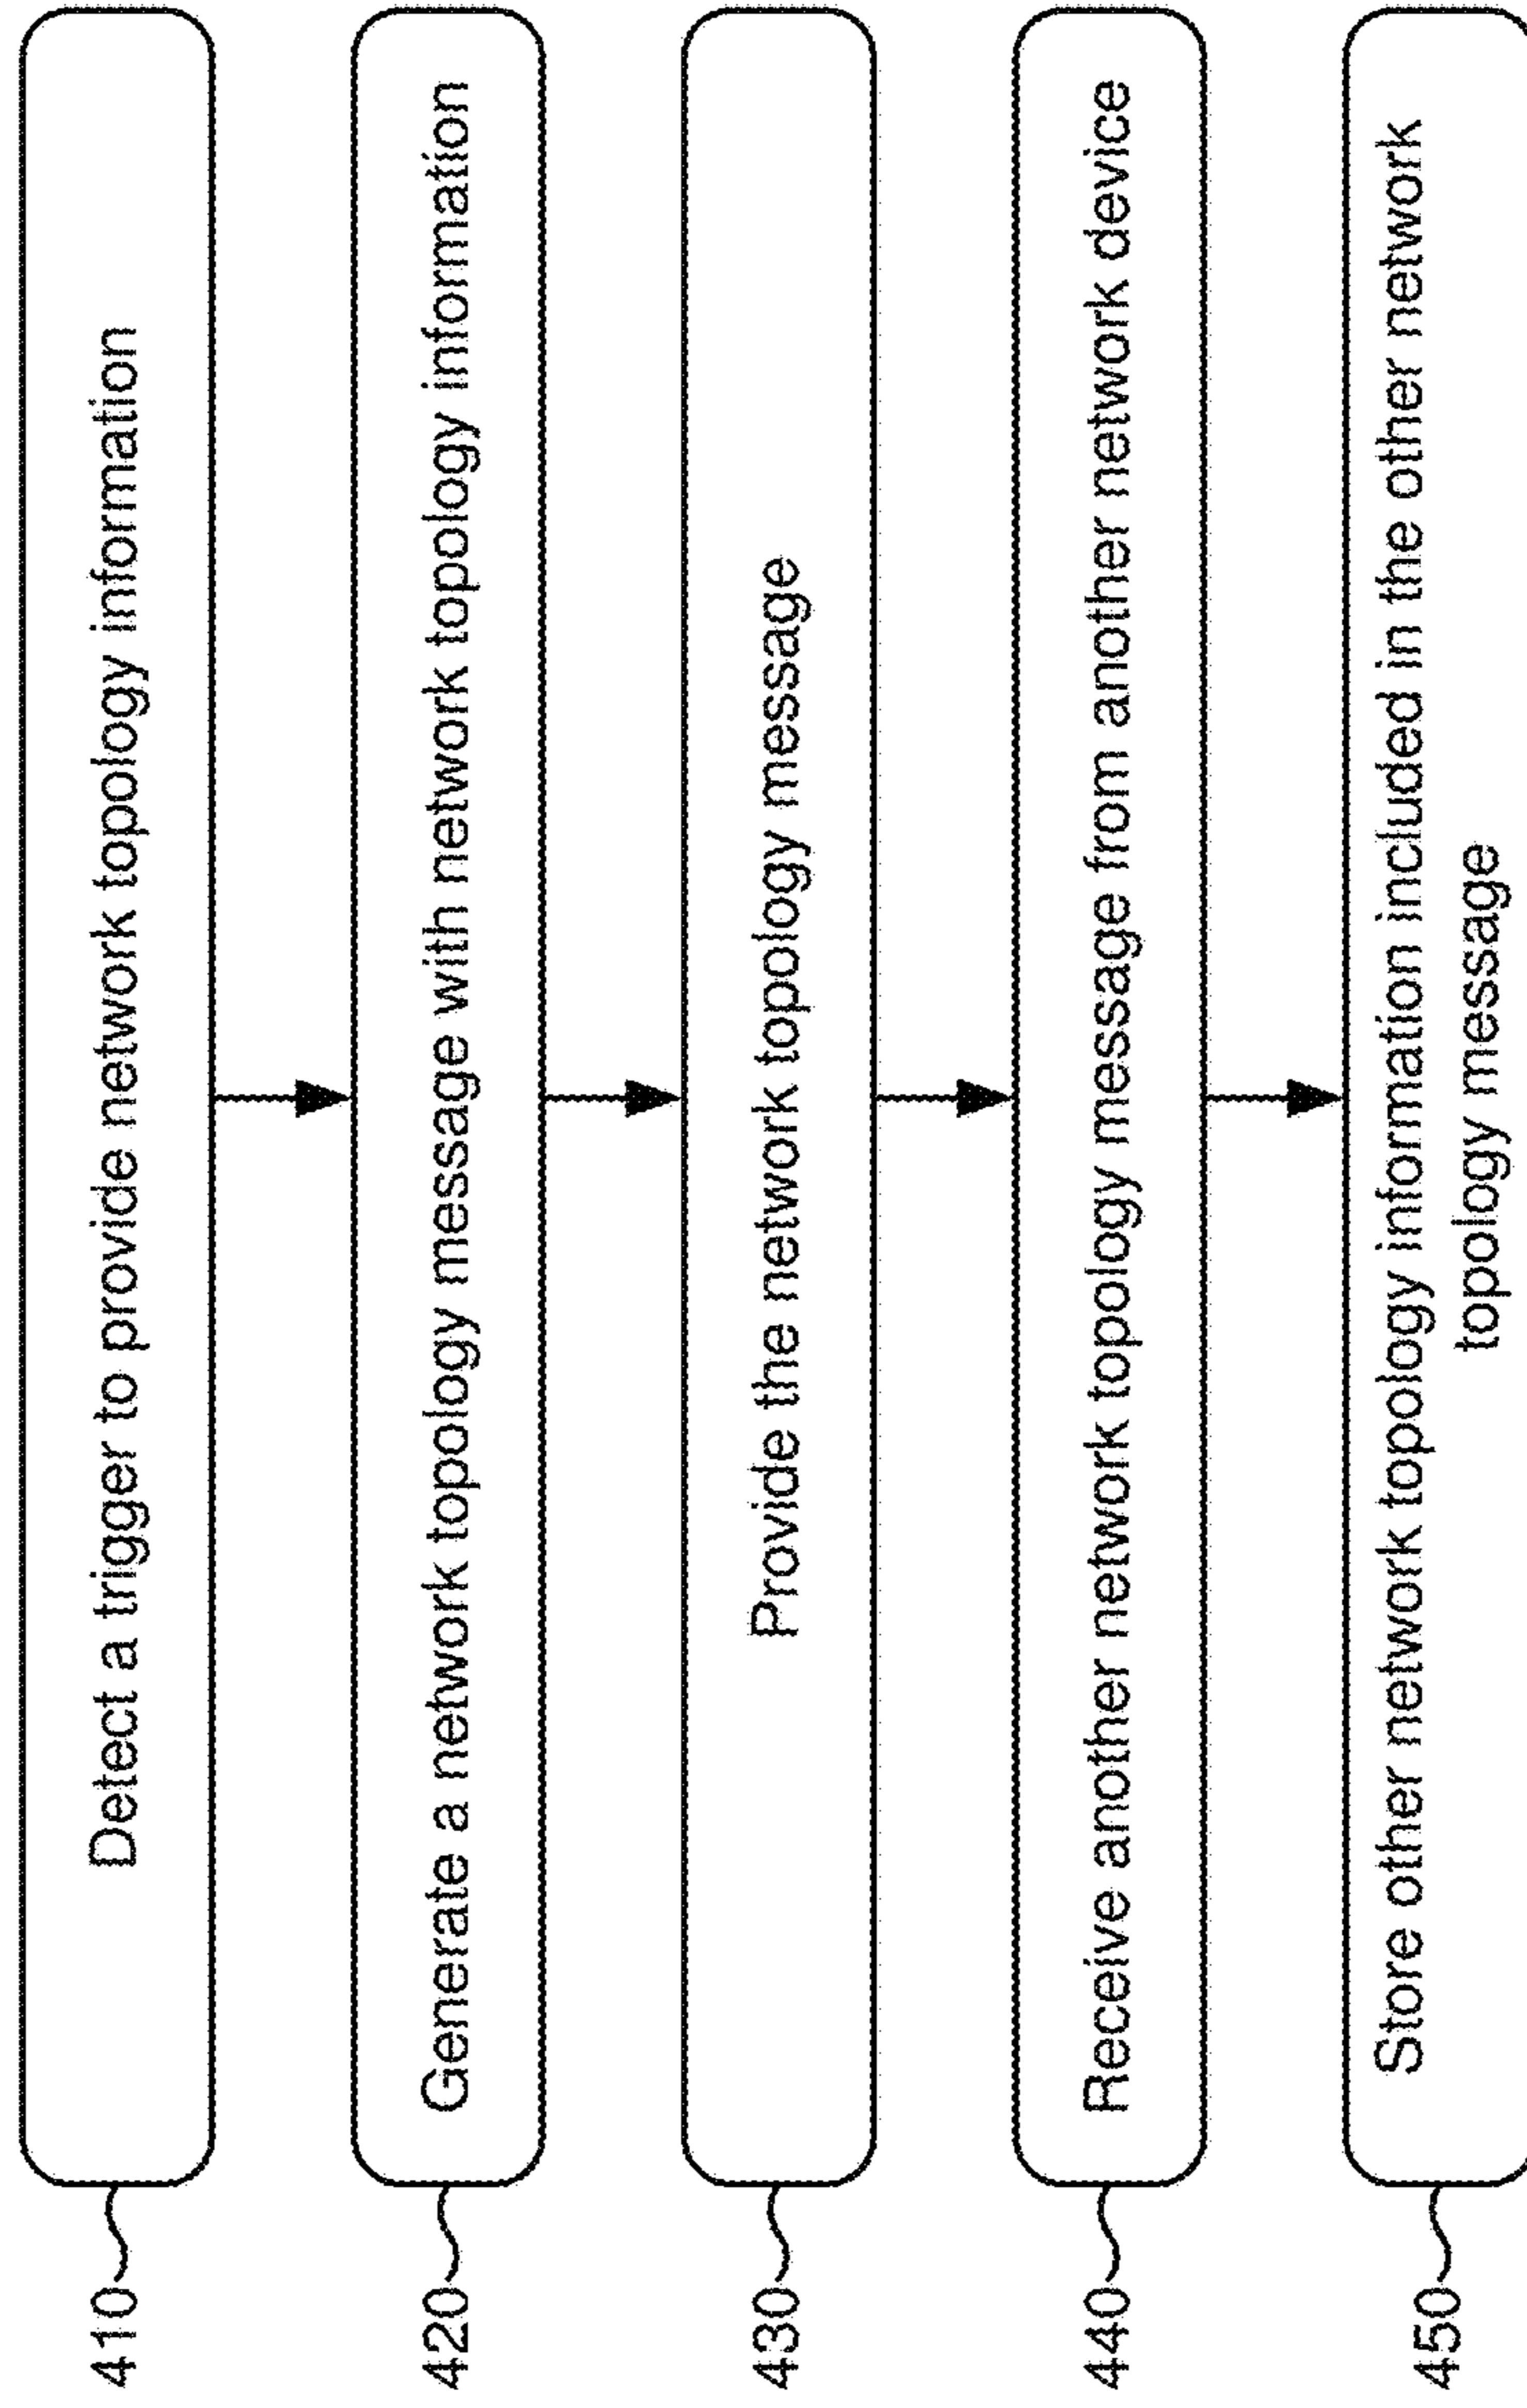 410
Detect a trigger to provide network topology information
420
Generate a network topology message with network topology information
430
Provide the network topology message
440
Receive another network topology message from another network device
450
Store other network topology information included in the other network
topology message